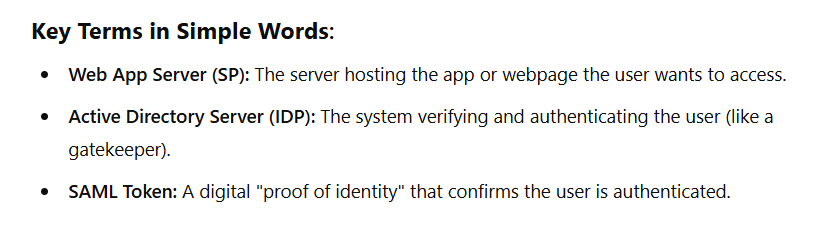 Key Terms in Simple Words:
• Web App Server (SP): The server hosting the app or webpage the user wants to access.
• Active Directory Server (IDP): The system verifying and authenticating the user (like a
gatekeeper).
• SAML Token: A digital "proof of identity" that confirms the user is authenticated.